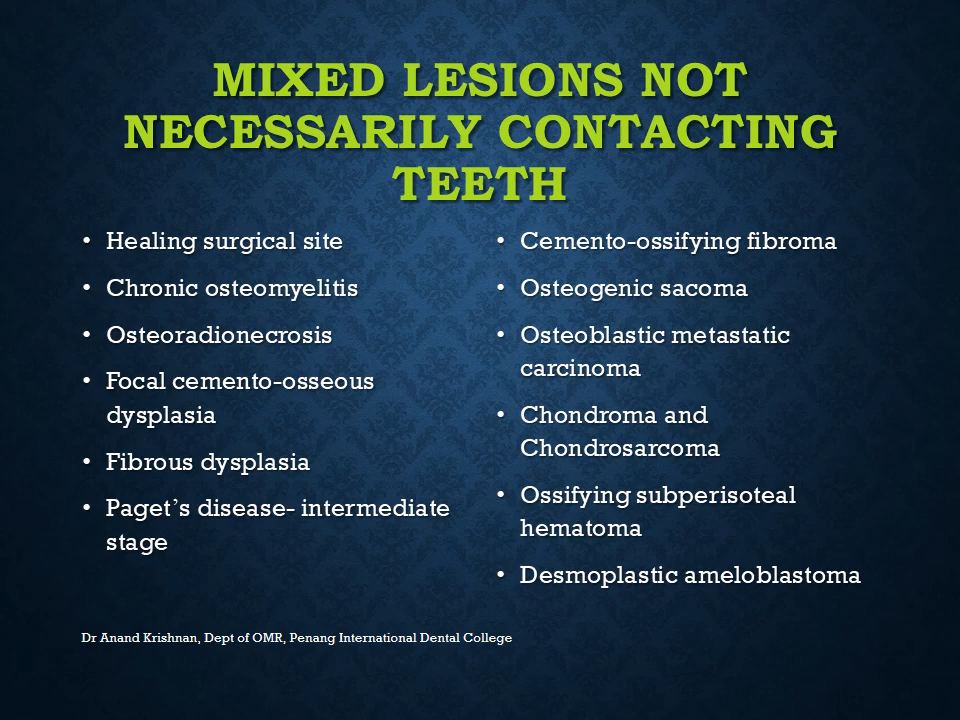 MIXED LESIONS NOT
NECESSARILY CONTACTING
TEETH
• Healing surgical site
• Chronic osteomyelitis
• Osteoradionecrosis
• Focal cemento-osseous
dysplasia
• Fibrous dysplasia
• Paget’s disease- intermediate
stage
• Cemento-ossifying fibroma
• Osteogenic sacoma
• Osteoblastic metastatic
carcinoma
• Chondroma and
Chondrosarcoma
• Ossifying subperisoteal
hematoma
• Desmoplastic ameloblastoma
Dr Anand Krishnan, Dept of OMR, Penang International Dental College